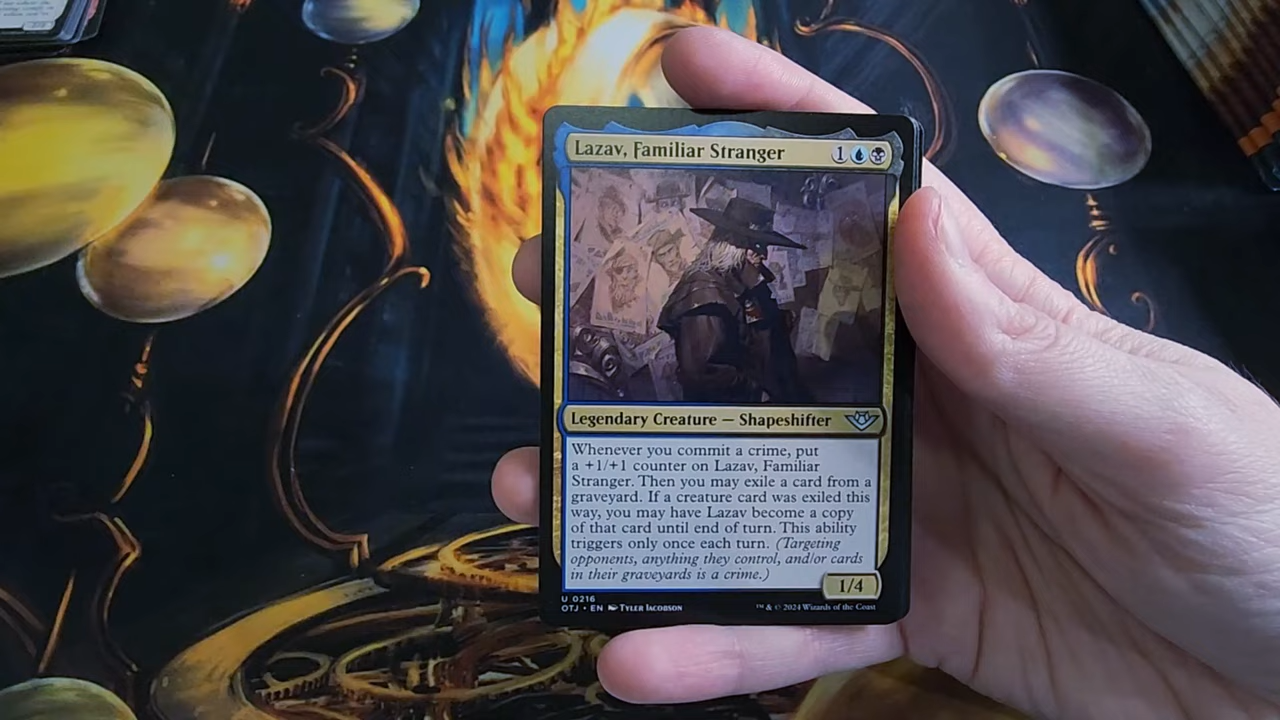 Lazav, Familiar Stranger 1
Legendary Creature — Shapeshifter
Whenever you commit a crime, put
a +1/+1 counter on Lazav, Familiar
Stranger. Then you may exile a card from a
graveyard. If a creature card was exiled this
way, you may have Lazav become a copy
of that card until end of turn. This ability
triggers only once each turn. (Targeting
opponents, anything they control, and/or cards
in their graveyards is a crime.)
1/4
U 0216
OTJ • EN Tyler Jacobson ™ & © 2024 Wizards of the Coast